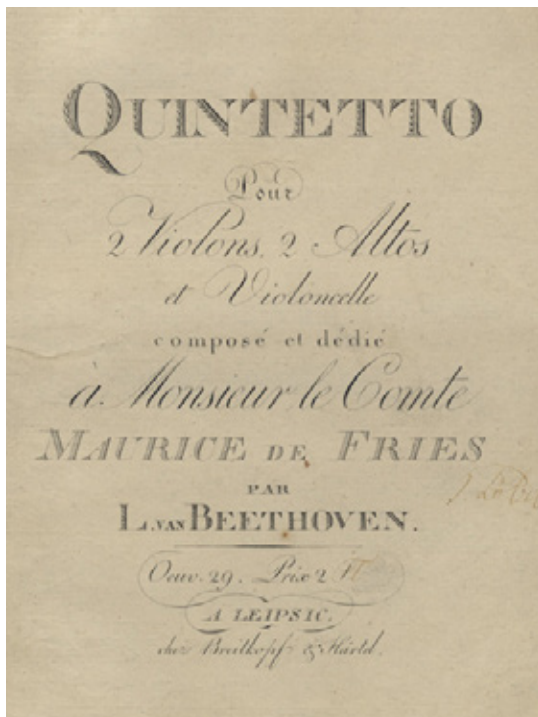 QUINTETTO
Pour
2 Violons, 2 Altos
et Violoncelle
composé et dédié
à Monsieur le Comte
MAURICE DE FRIES
PAR
L. VAN BEETHOVEN.
Oeuv. 29. Prix 2
A LEIPSIC.
chez Breitkopf & Härtel.